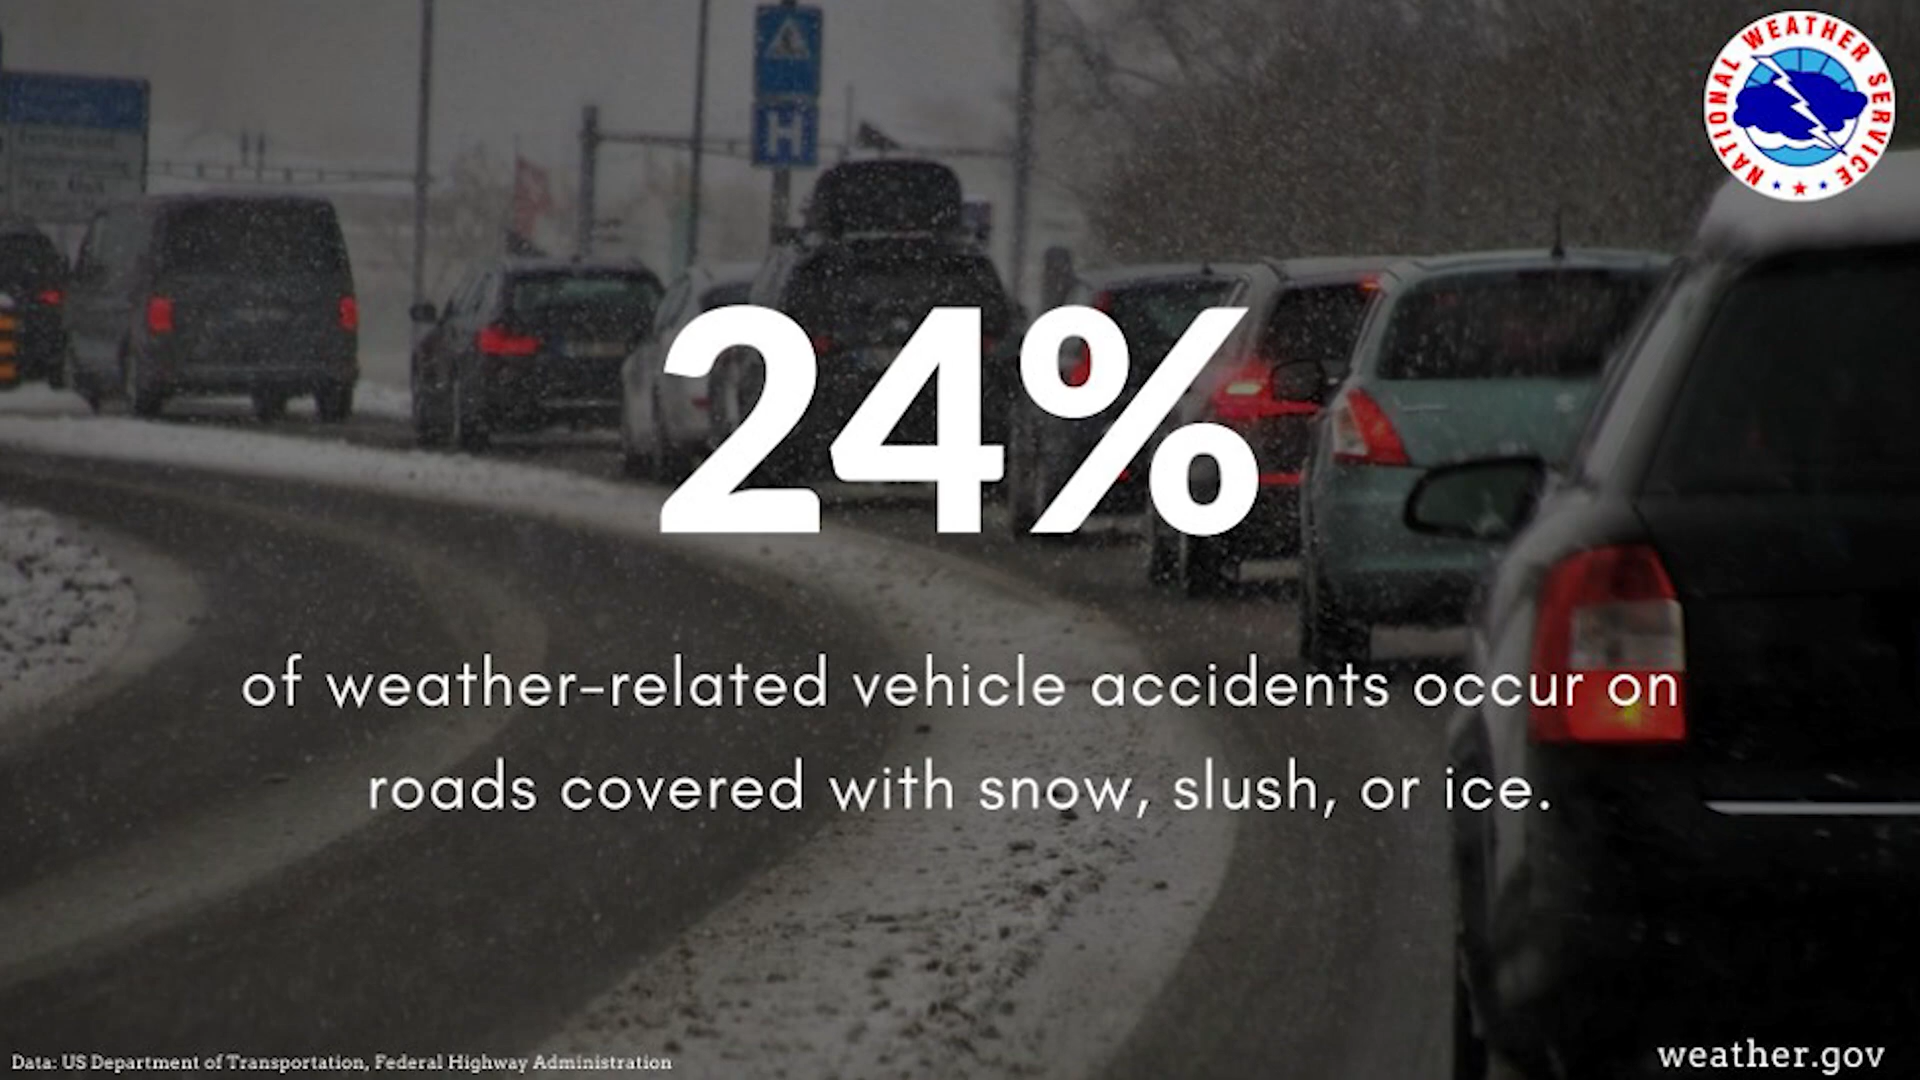 NATIONAL WEATHER SERVICE
H
24%
of weather-related vehicle accidents occur on
roads covered with snow, slush, or ice.
Data: US Department of Transportation, Federal Highway Administration
weather.gov